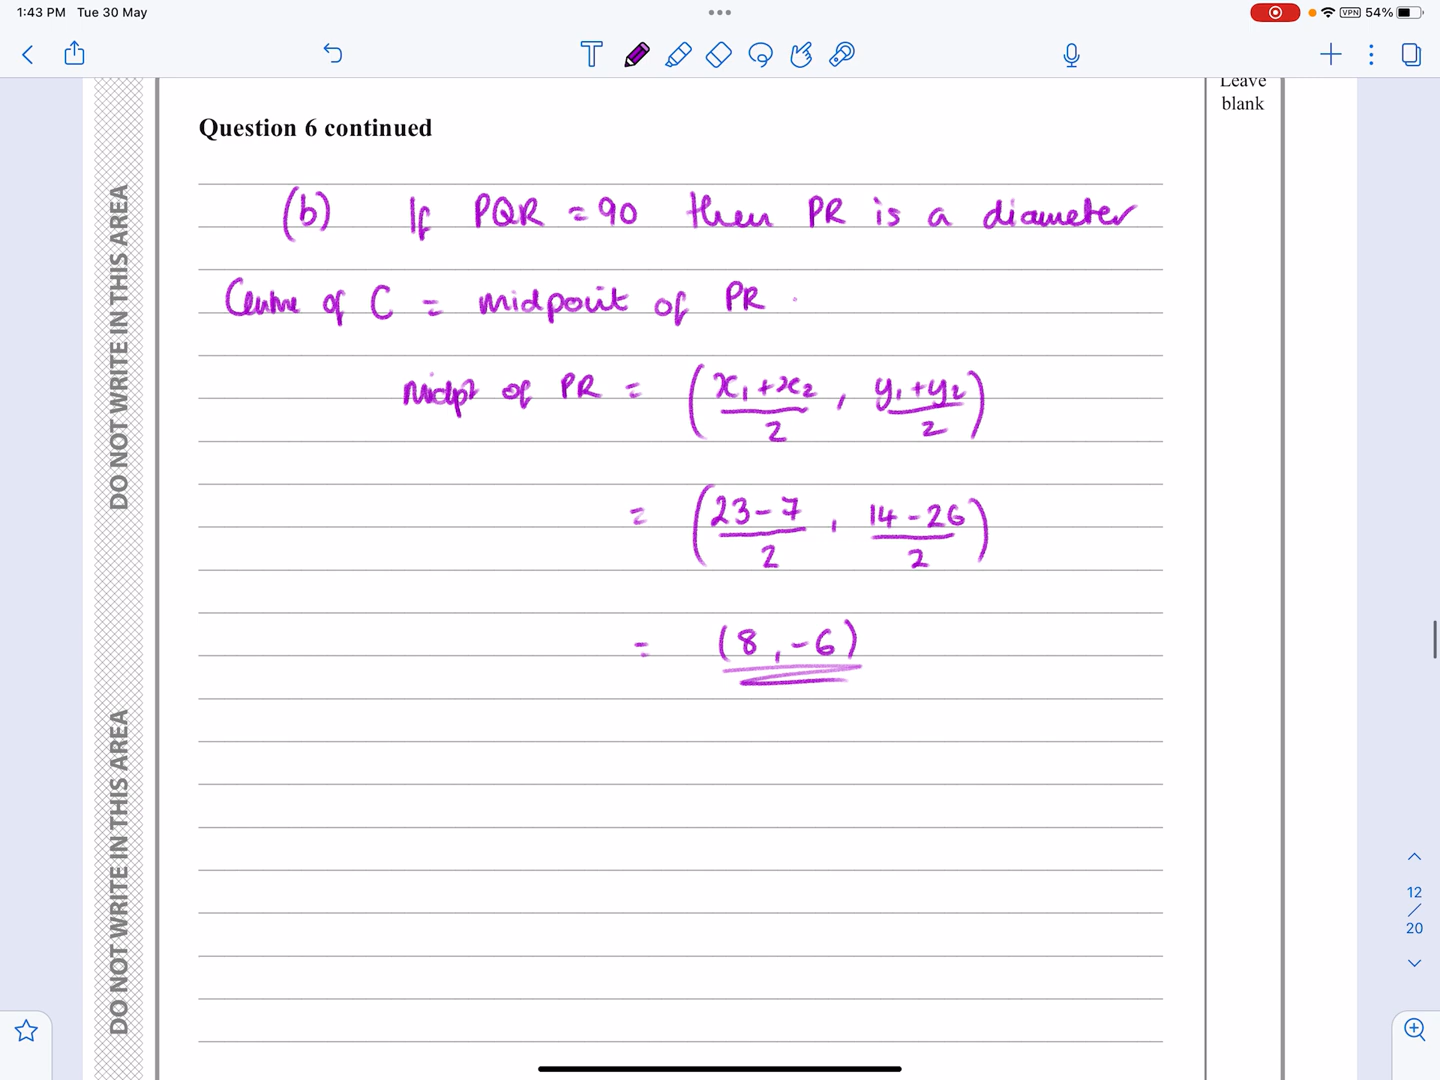 1:43 PM Tue 30 May
VPN 54%
T
Leave
blank
Question 6 continued
(b) If PQR = 90 then PR is a diameter
Centre of C = midpoint of PR.
Midpt of PR = (x₁+x₂/2, y₁+y₂/2)
= (23-7/2, 14-26/2)
= (8, -6)
DO NOT WRITE IN THIS AREA
DO NOT WRITE IN THIS AREA
12
/
20